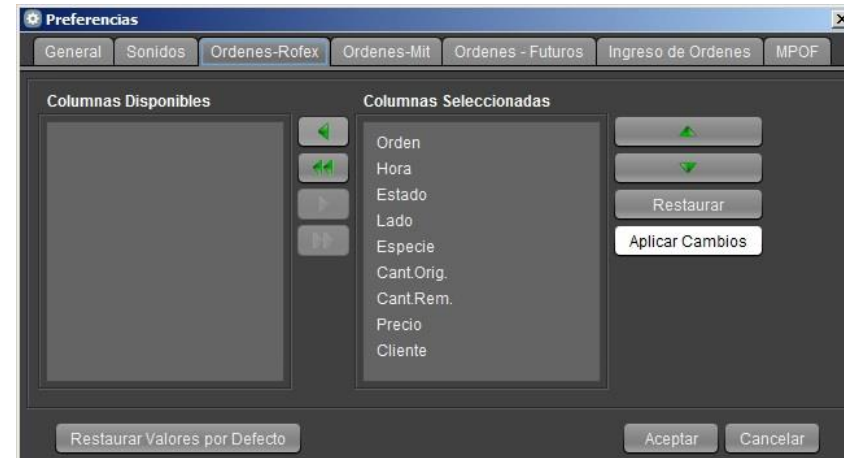 Preferencias
General Sonidos Ordenes-Rofex Ordenes-Mit Ordenes - Futuros Ingreso de Ordenes MPOF
Columnas Disponibles
Columnas Seleccionadas
Orden
Hora
Estado
Lado
Especie
Cant.Orig.
Cant.Rem.
Precio
Cliente
Restaurar
Aplicar Cambios
Restaurar Valores por Defecto
Aceptar Cancelar